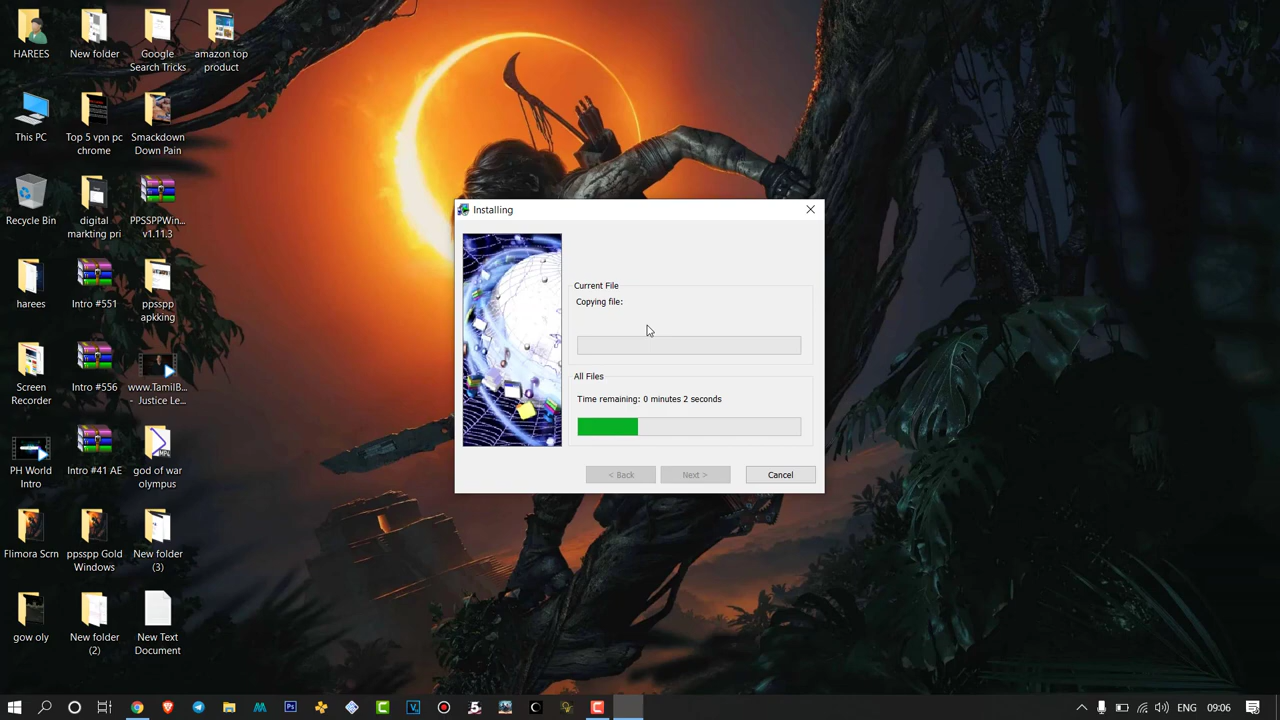 HAREES
New folder
Google
Search Tricks
amazon top
product
This PC
Top 5 vpn pc
chrome
Smackdown
Down Pain
Recycle Bin
digital
markting pri
PPSSPPWin...
v1.11.3
harees
Intro #551
ppsspp
apkking
Screen
Recorder
Intro #556
www.TamilB...
- Justice Le...
PH World
Intro
Intro #41 AE
god of war
olympus
Flimora Scrn
ppsspp Gold
Windows
New folder
(3)
gow oly
New folder
(2)
New Text
Document
Installing
Current File
Copying file:
All Files
Time remaining: 0 minutes 2 seconds
< Back
Next >
Cancel
ENG
09:06